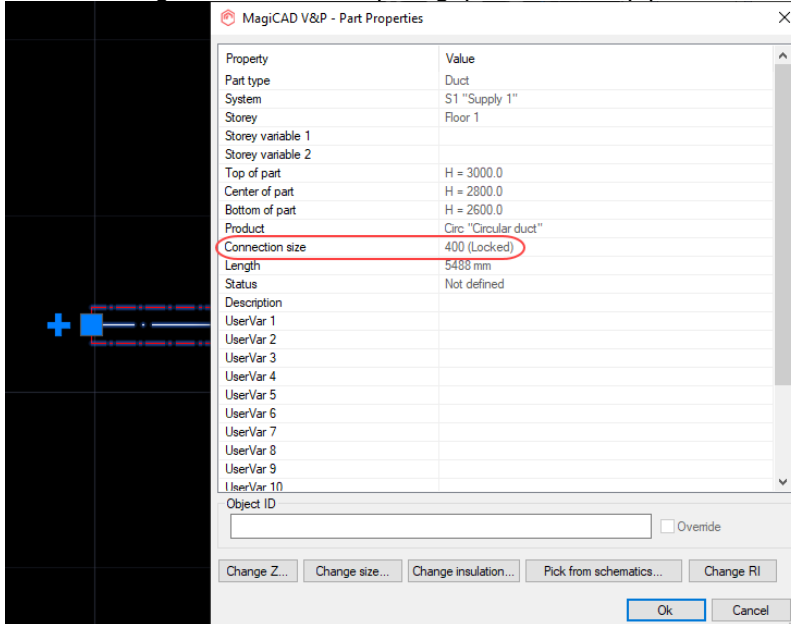 MagiCAD V&P - Part Properties
Property Value
Part type Duct
System S1 "Supply 1"
Storey Floor 1
Storey variable 1
Storey variable 2
Top of part H = 3000.0
Center of part H = 2800.0
Bottom of part H = 2600.0
Product Circ "Circular duct"
Connection size 400 (Locked)
Length 5488 mm
Status Not defined
Description
UserVar 1
UserVar 2
UserVar 3
UserVar 4
UserVar 5
UserVar 6
UserVar 7
UserVar 8
UserVar 9
UserVar 10
Object ID
Override
Change Z... Change size... Change insulation... Pick from schematics... Change RI
Ok Cancel